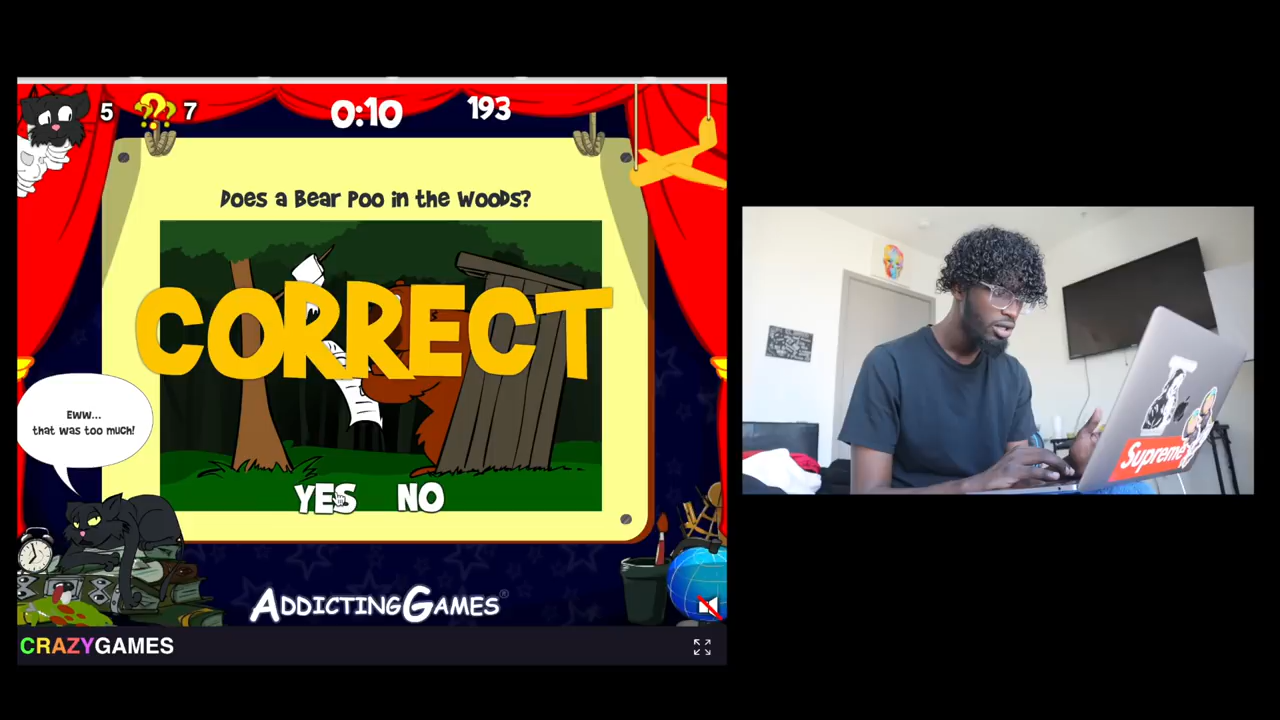 5
7
0:10
193
Does a Bear Poo in the Woods?
CORRECT
Eww...
that was too much!
YES NO
ADDICTINGGAMES®
CRAZYGAMES
Supreme